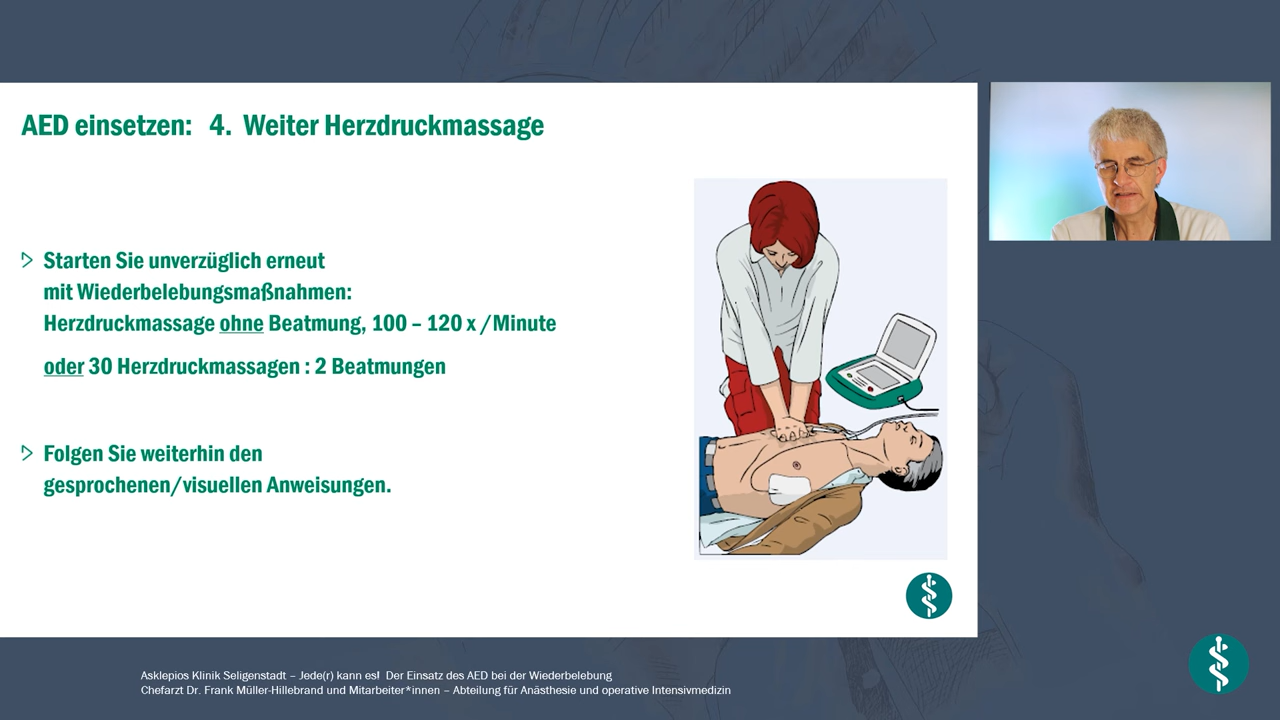 AED einsetzen: 4. Weiter Herzdruckmassage
Starten Sie unverzüglich erneut
mit Wiederbelebungsmaßnahmen:
Herzdruckmassage ohne Beatmung, 100 – 120 x /Minute
oder 30 Herzdruckmassagen : 2 Beatmungen
Folgen Sie weiterhin den
gesprochenen/visuellen Anweisungen.
Asklepios Klinik Seligenstadt – Jede(r) kann es! Der Einsatz des AED bei der Wiederbelebung
Chefarzt Dr. Frank Müller-Hillebrand und Mitarbeiter*innen – Abteilung für Anästhesie und operative Intensivmedizin